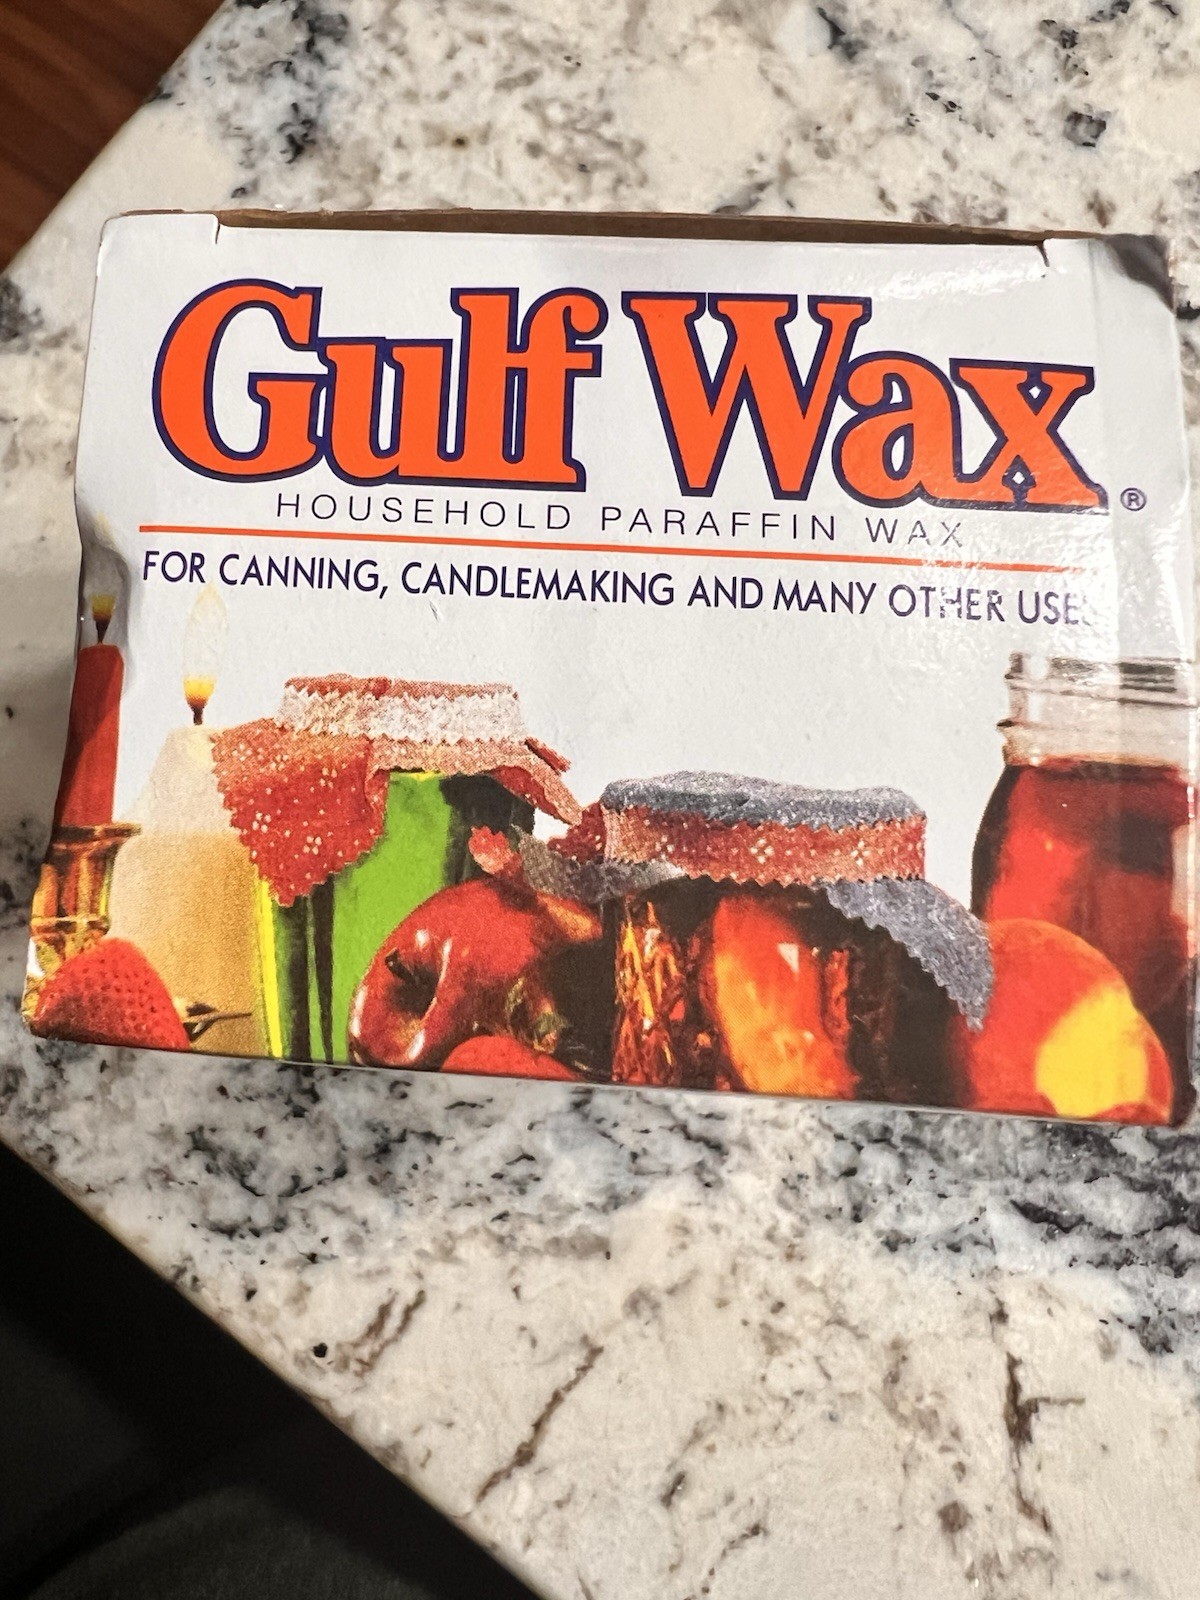 Gulf Wax®
HOUSEHOLD PARAFFIN WAX
FOR CANNING, CANDLEMAKING AND MANY OTHER USES